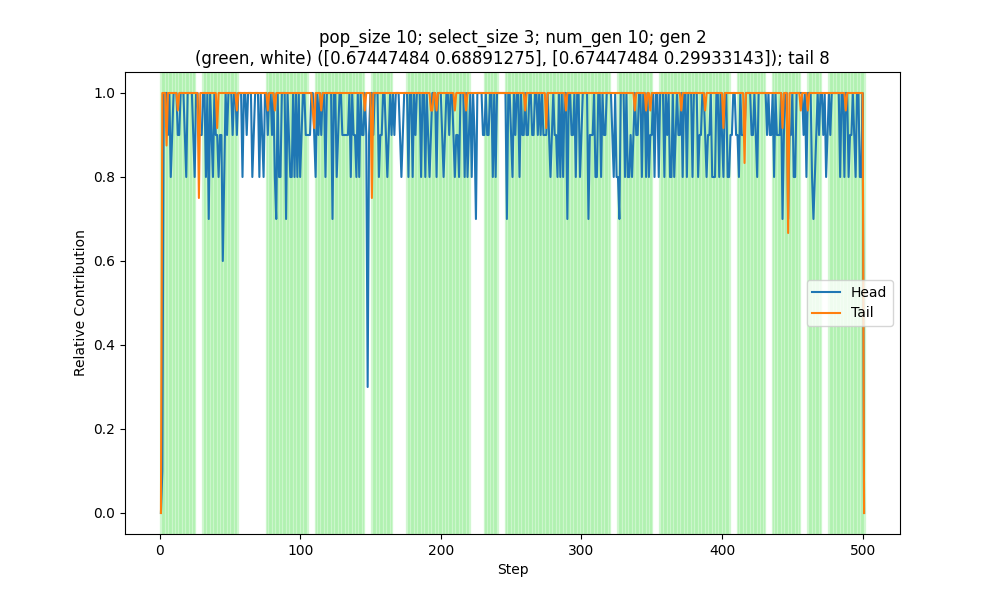 pop_size 10; select_size 3; num_gen 10; gen 2
(green, white) ([0.67447484 0.68891275], [0.67447484 0.29933143]); tail 8
1.0
0.8
0.6
0.4
0.2
0.0
Relative Contribution
Head
Tail
0
100
200
300
400
500
Step